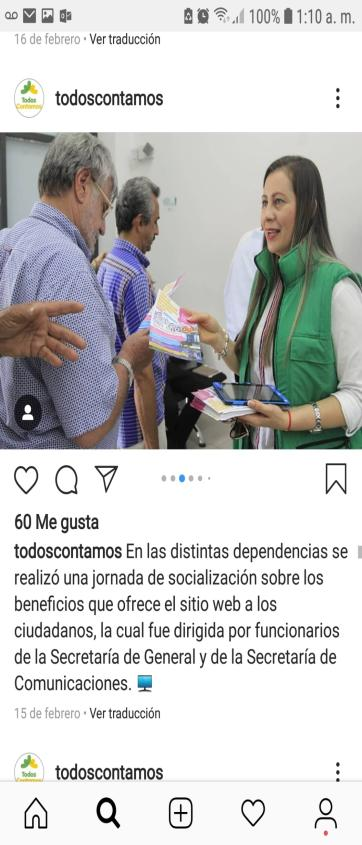 100% 1:10 a. m.
16 de febrero • Ver traducción
Todos
Contamos
todoscontamos
60 Me gusta
todoscontamos En las distintas dependencias se
realizó una jornada de socialización sobre los
beneficios que ofrece el sitio web a los
ciudadanos, la cual fue dirigida por funcionarios
de la Secretaría de General y de la Secretaría de
Comunicaciones.
15 de febrero • Ver traducción
Todos
Contamos
todoscontamos